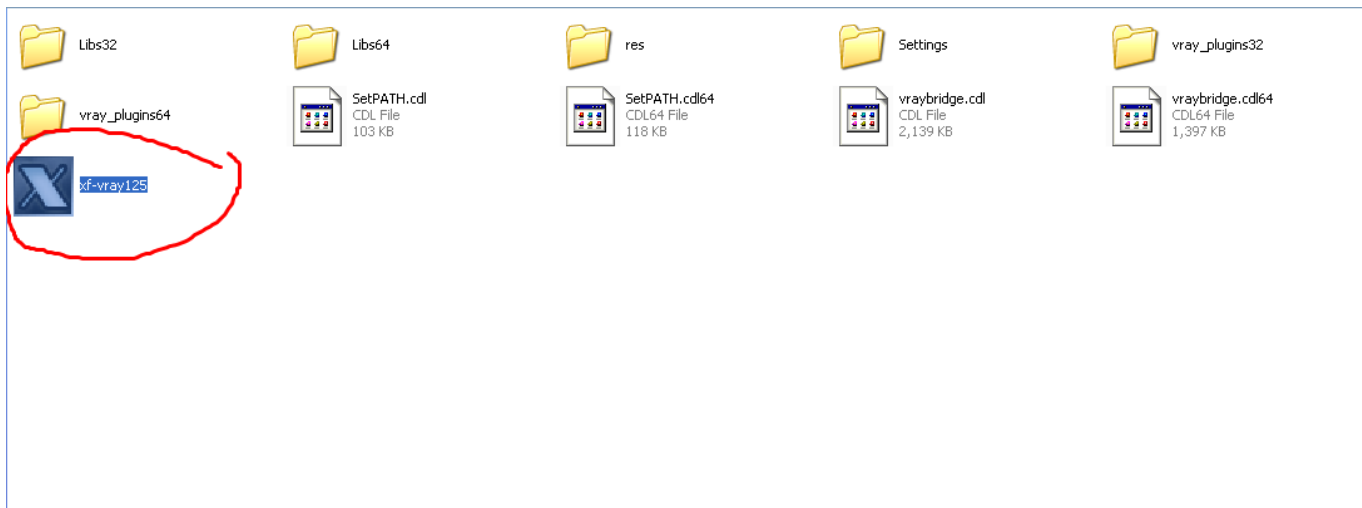 Libs32
Libs64
res
Settings
vray_plugins32
vray_plugins64
SetPATH.cdl
CDL File
103 KB
SetPATH.cdl64
CDL64 File
118 KB
vraybridge.cdl
CDL File
2,139 KB
vraybridge.cdl64
CDL64 File
1,397 KB
xf-vray125